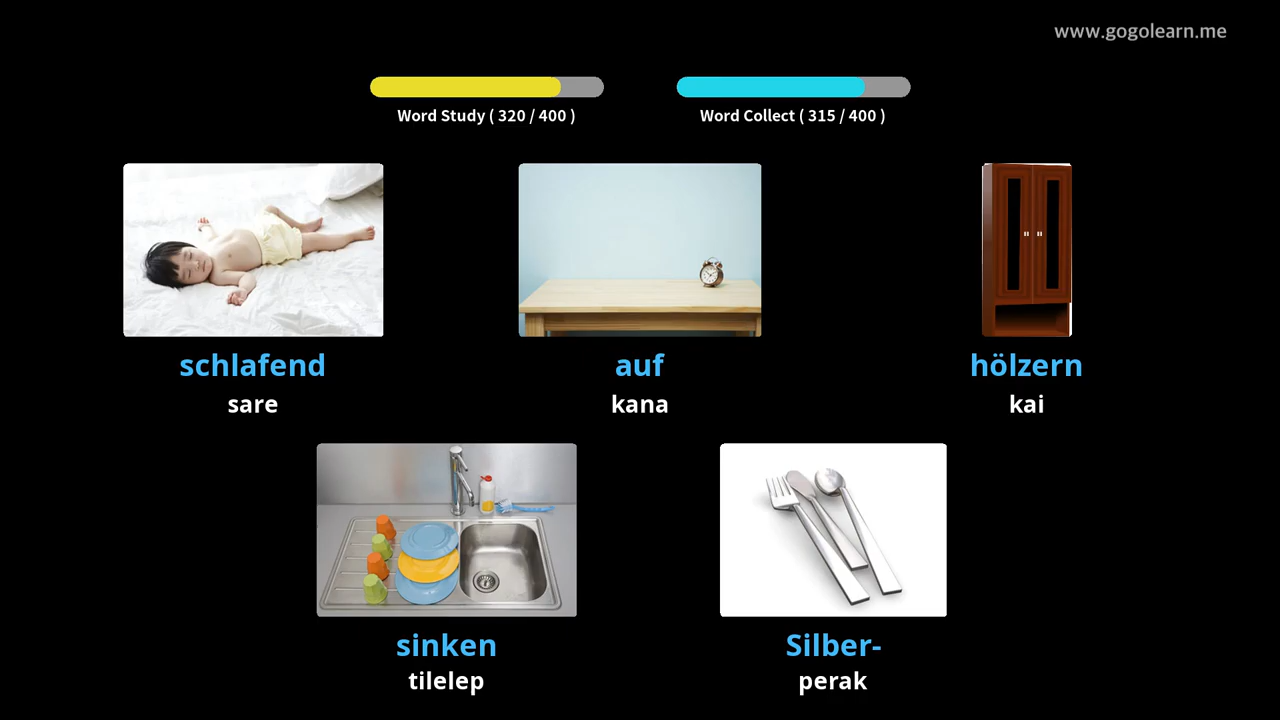 www.gogolearn.me
Word Study ( 320 / 400 )
Word Collect ( 315 / 400 )
schlafend
sare
auf
kana
hölzern
kai
sinken
tilelep
Silber-
perak